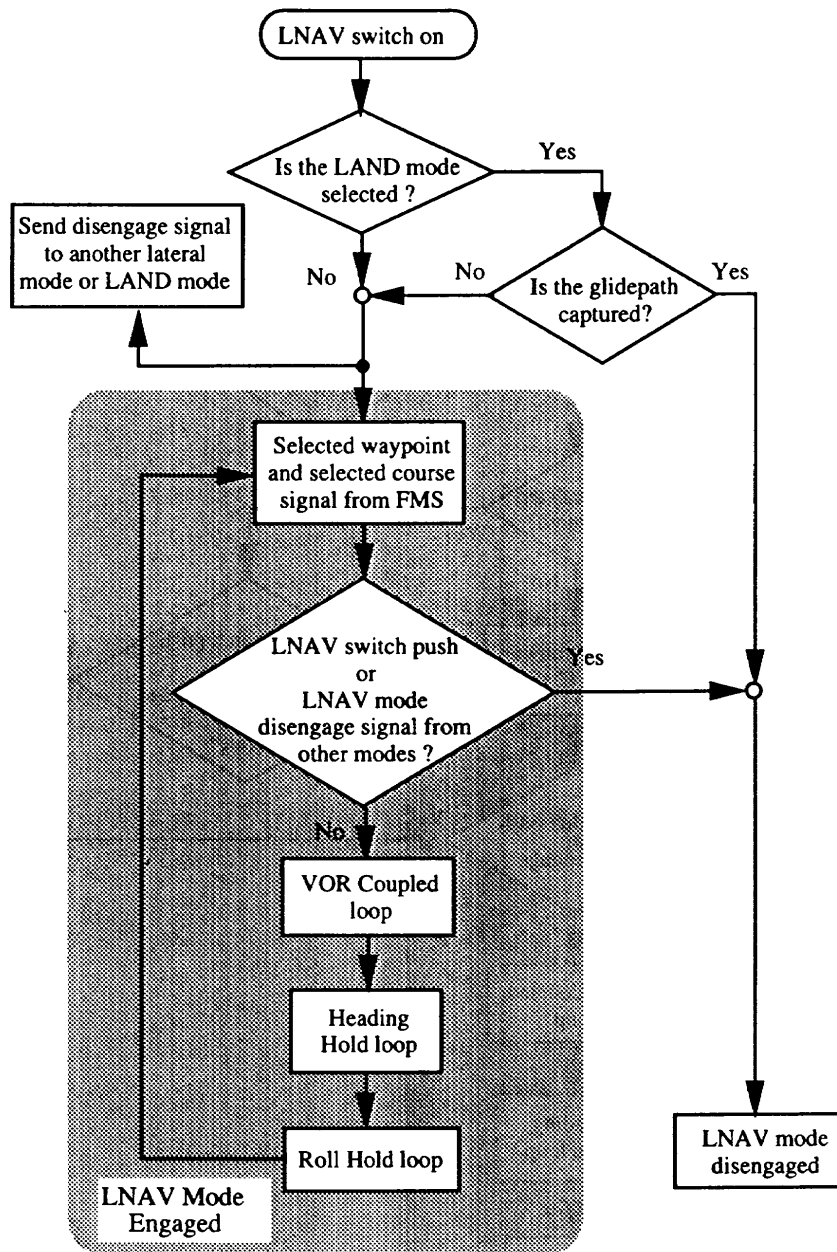 LNAV switch on
Is the LAND mode
selected ?
Yes
No
Send disengage signal
to another lateral
mode or LAND mode
Is the glidepath
captured?
No
Yes
Selected waypoint
and selected course
signal from FMS
LNAV switch push
or
LNAV mode
disengage signal from
other modes ?
Yes
No
VOR Coupled
loop
Heading
Hold loop
Roll Hold loop
LNAV Mode
Engaged
LNAV mode
disengaged